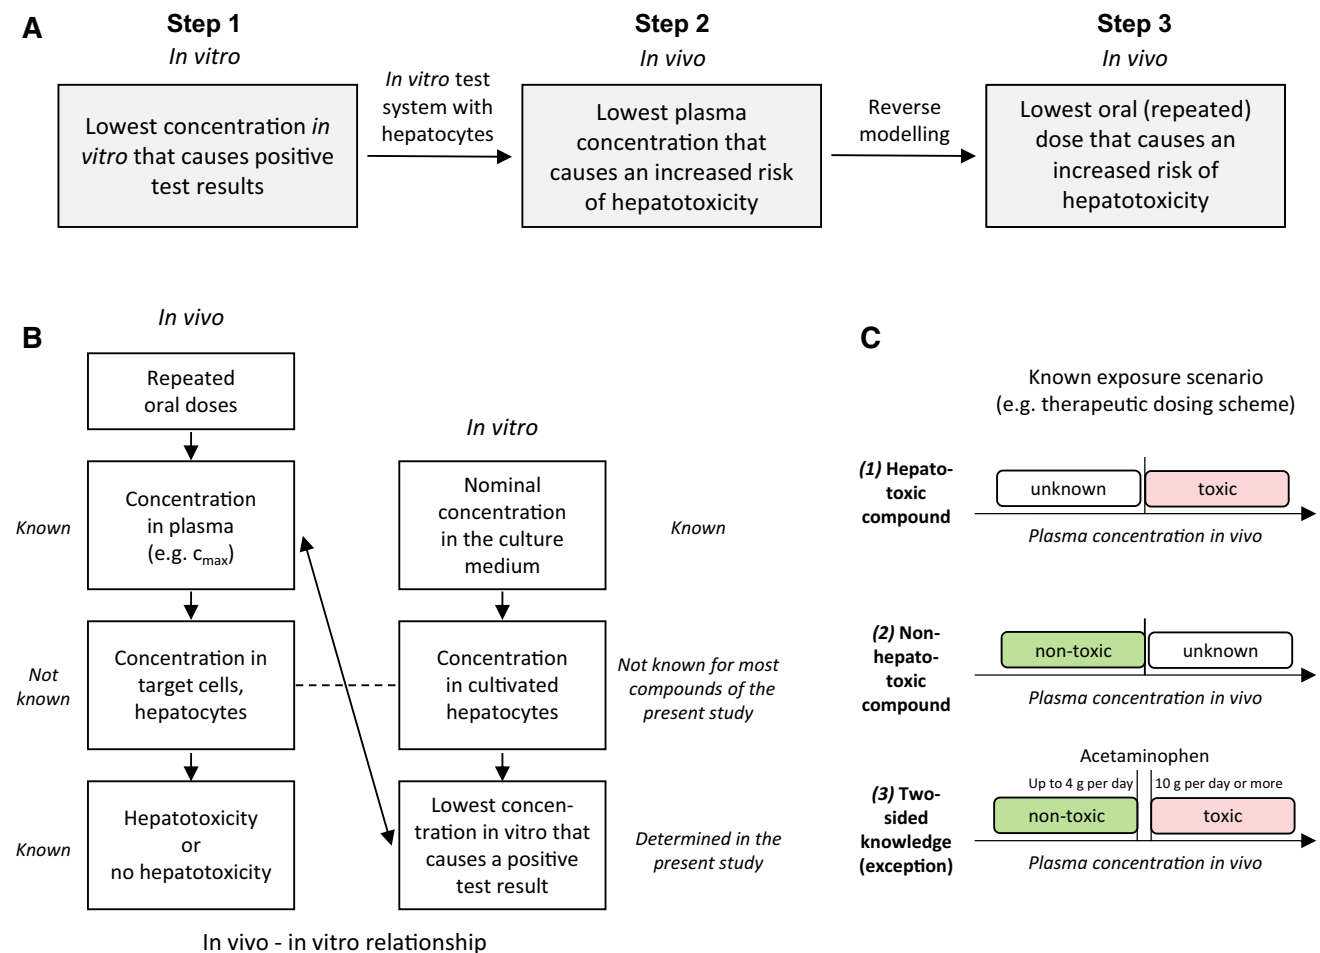 A
Step 1
In vitro
Lowest concentration in
vitro that causes positive
test results
In vitro test
system with
hepatocytes
Step 2
In vivo
Lowest plasma
concentration that
causes an increased risk
of hepatotoxicity
Reverse
modelling
Step 3
In vivo
Lowest oral (repeated)
dose that causes an
increased risk of
hepatotoxicity
B
In vivo
Repeated
oral doses
Known
Concentration
in plasma
(e.g. cmax)
Not
known
Concentration in
target cells,
hepatocytes
Known
Hepatotoxicity
or
no hepatotoxicity
In vitro
Nominal
concentration
in the culture
medium
Known
Concentration
in cultivated
hepatocytes
Not known for most
compounds of the
present study
Lowest concen-
tration in vitro that
causes a positive
test result
Determined in the
present study
In vivo - in vitro relationship
C
Known exposure scenario
(e.g. therapeutic dosing scheme)
(1) Hepato-
toxic
compound
unknown
toxic
Plasma concentration in vivo
(2) Non-
hepato-
toxic
compound
non-toxic
unknown
Plasma concentration in vivo
(3) Two-
sided
knowledge
(exception)
Acetaminophen
Up to 4 g per day
10 g per day or more
non-toxic
toxic
Plasma concentration in vivo